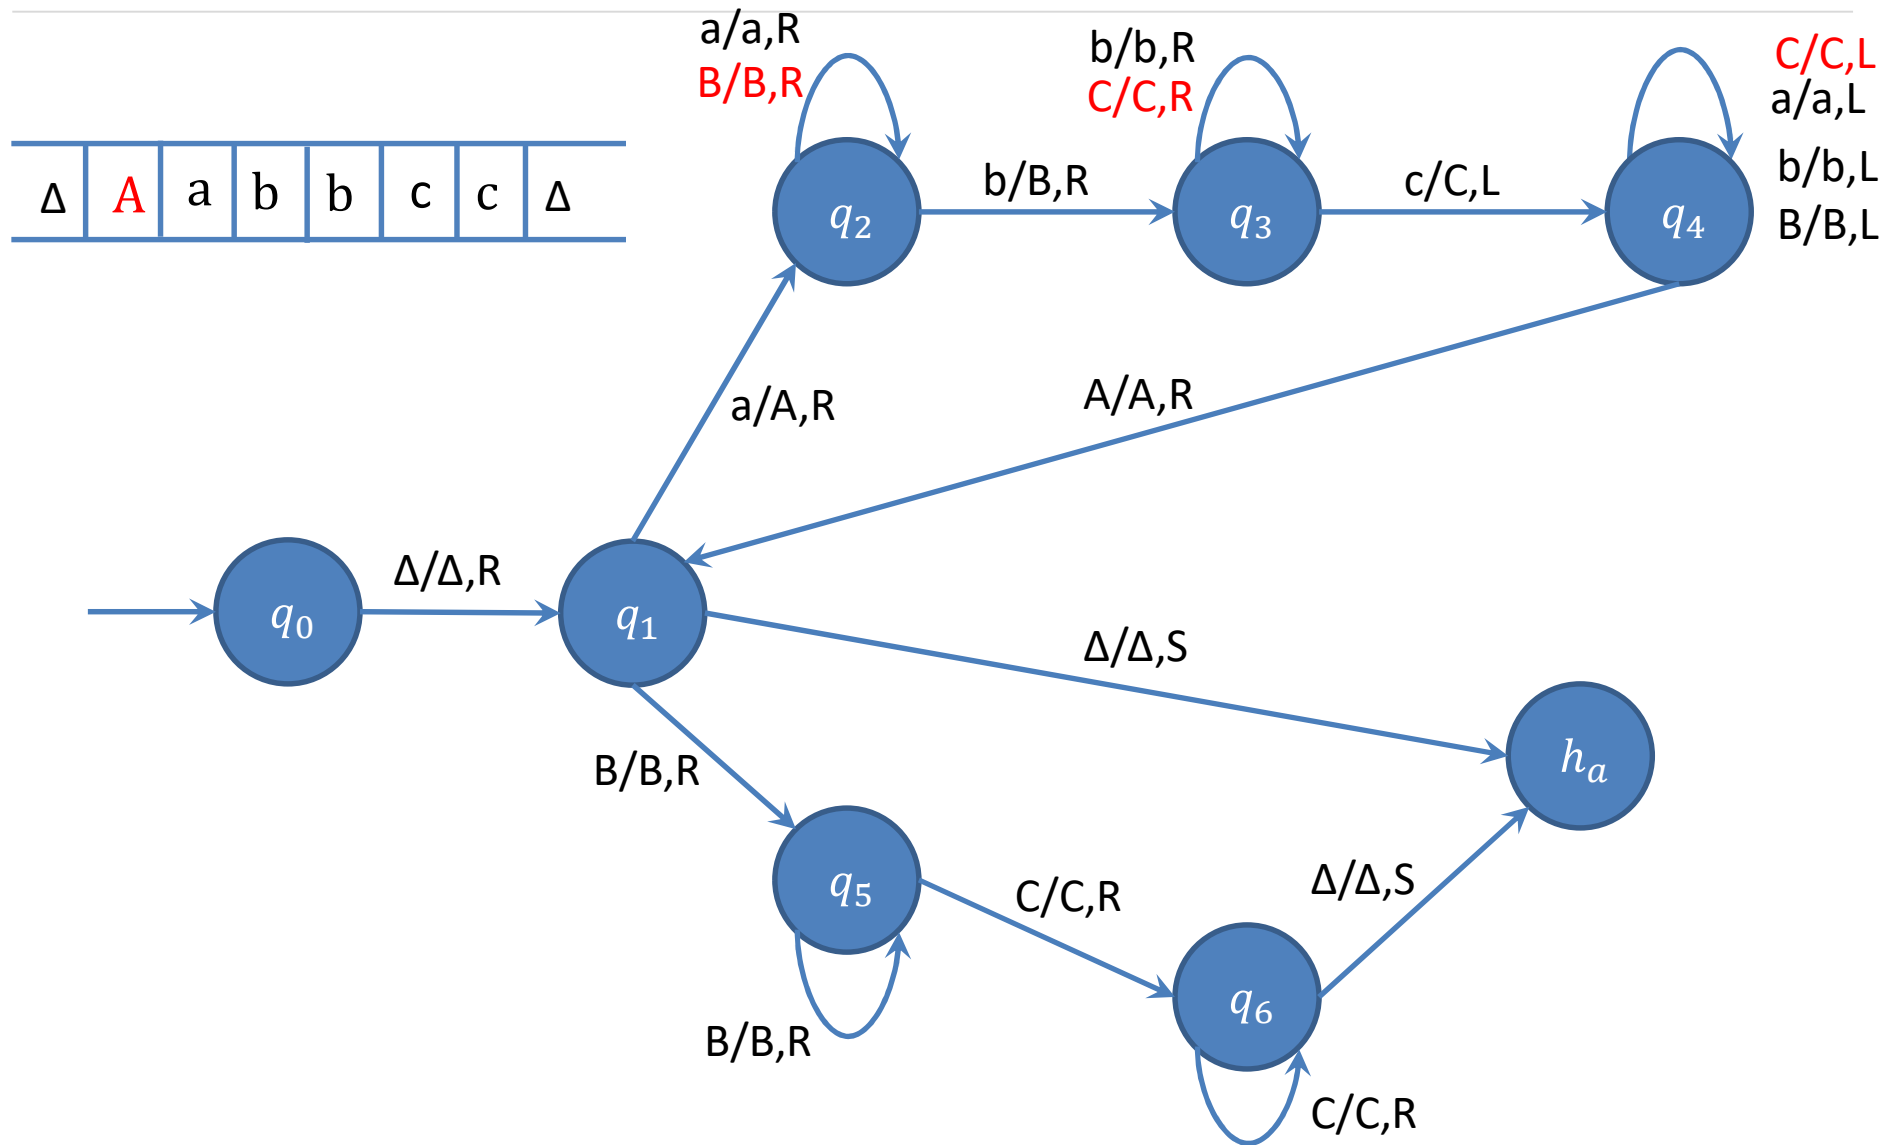 a/a,R
B/B,R
b/b,R
C/C,R
C/C,L
a/a,L
b/b,L
B/B,L
Δ A a b b c c Δ
q2
b/B,R
q3
c/C,L
q4
a/A,R
A/A,R
q0
Δ/Δ,R
q1
Δ/Δ,S
ha
B/B,R
q5
C/C,R
Δ/Δ,S
q6
B/B,R
C/C,R